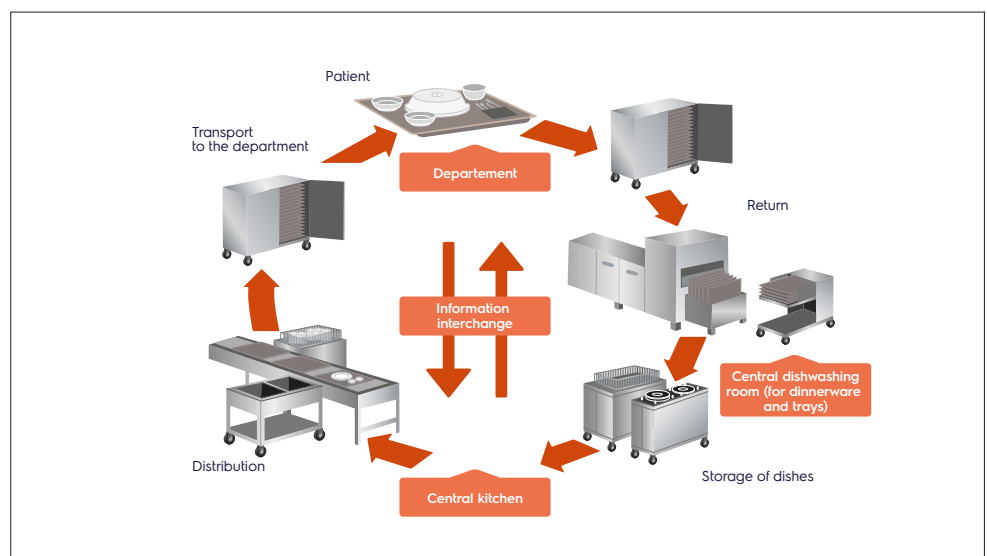 Patient
Transport
to the department
Departement
Return
Information
interchange
Central dishwashing
room (for dinnerware
and trays)
Distribution
Storage of dishes
Central kitchen